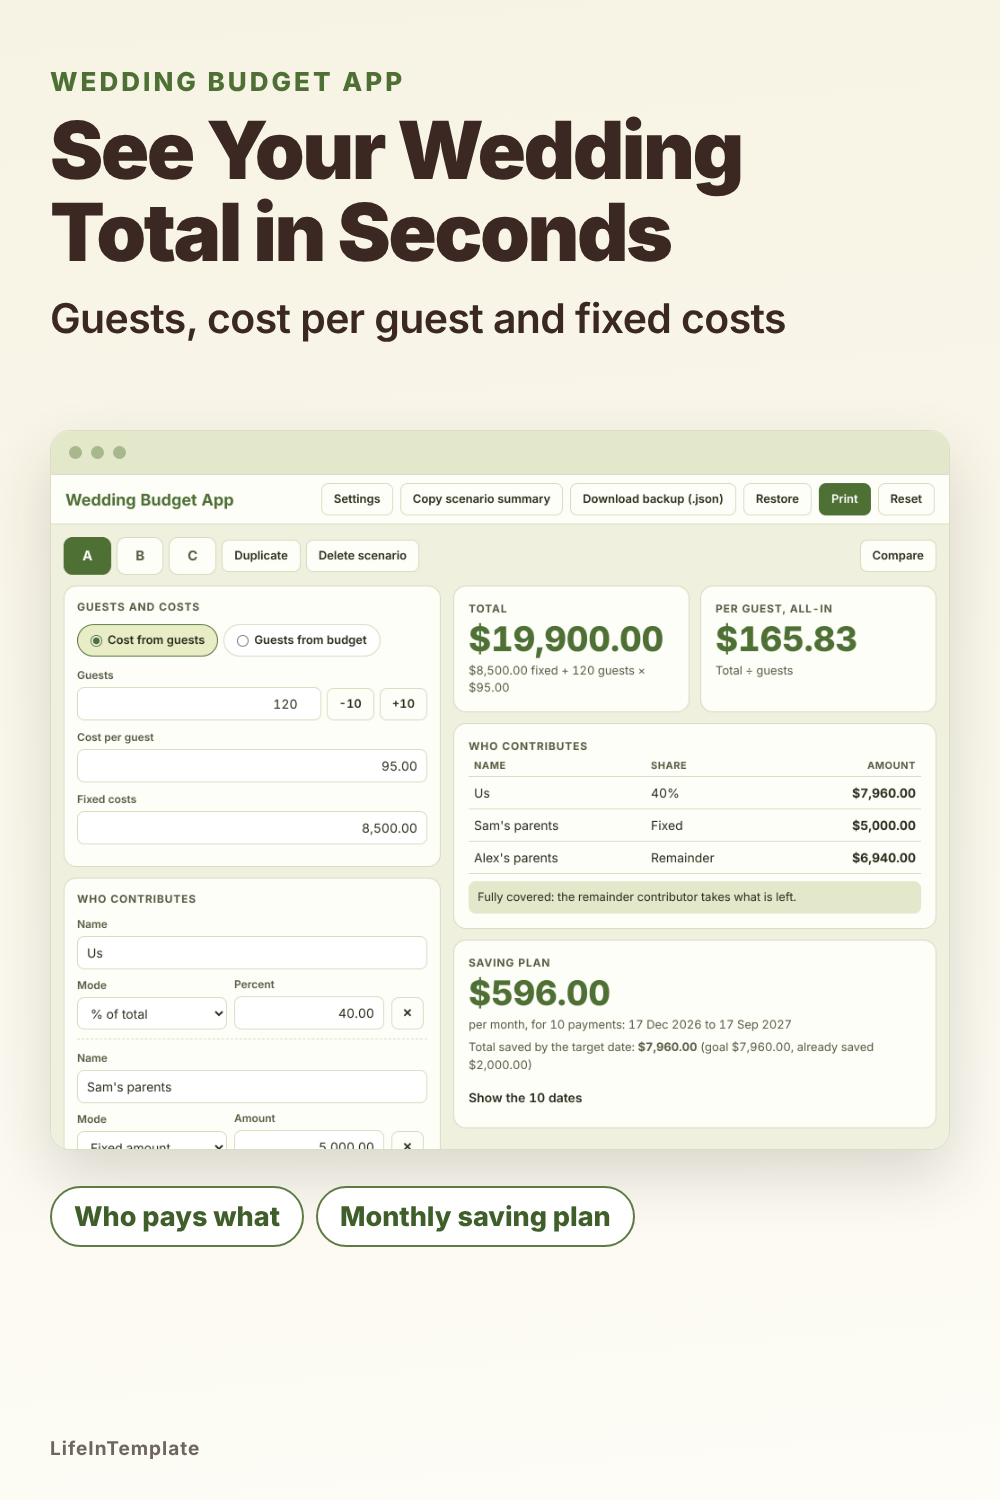 WEDDING BUDGET APP
See Your Wedding
Total in Seconds
Guests, cost per guest and fixed costs
Wedding Budget App
Settings
Copy scenario summary
Download backup (.json)
Restore
Print
Reset
A
B
C
Duplicate
Delete scenario
Compare
GUESTS AND COSTS
Cost from guests
Guests from budget
Guests
120
-10
+10
Cost per guest
95.00
Fixed costs
8,500.00
WHO CONTRIBUTES
Name
Us
Mode
Percent
% of total
40.00
×
Name
Sam's parents
Mode
Amount
Fixed amount
5,000.00
×
TOTAL
$19,900.00
$8,500.00 fixed + 120 guests ×
$95.00
PER GUEST, ALL-IN
$165.83
Total ÷ guests
WHO CONTRIBUTES
NAME SHARE AMOUNT
Us 40% $7,960.00
Sam's parents Fixed $5,000.00
Alex's parents Remainder $6,940.00
Fully covered: the remainder contributor takes what is left.
SAVING PLAN
$596.00
per month, for 10 payments: 17 Dec 2026 to 17 Sep 2027
Total saved by the target date: $7,960.00 (goal $7,960.00, already saved
$2,000.00)
Show the 10 dates
Who pays what
Monthly saving plan
LifeInTemplate